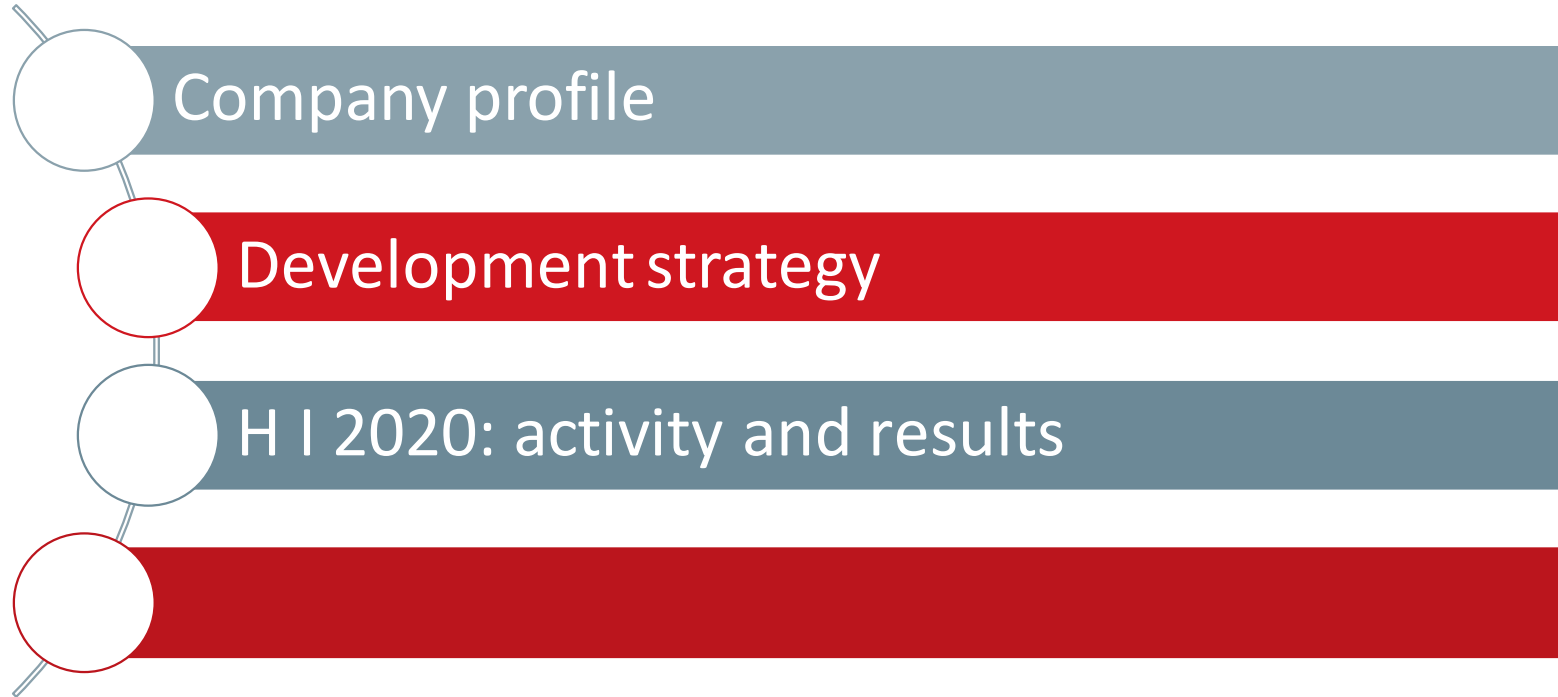 Company profile
Development strategy
H I 2020: activity and results